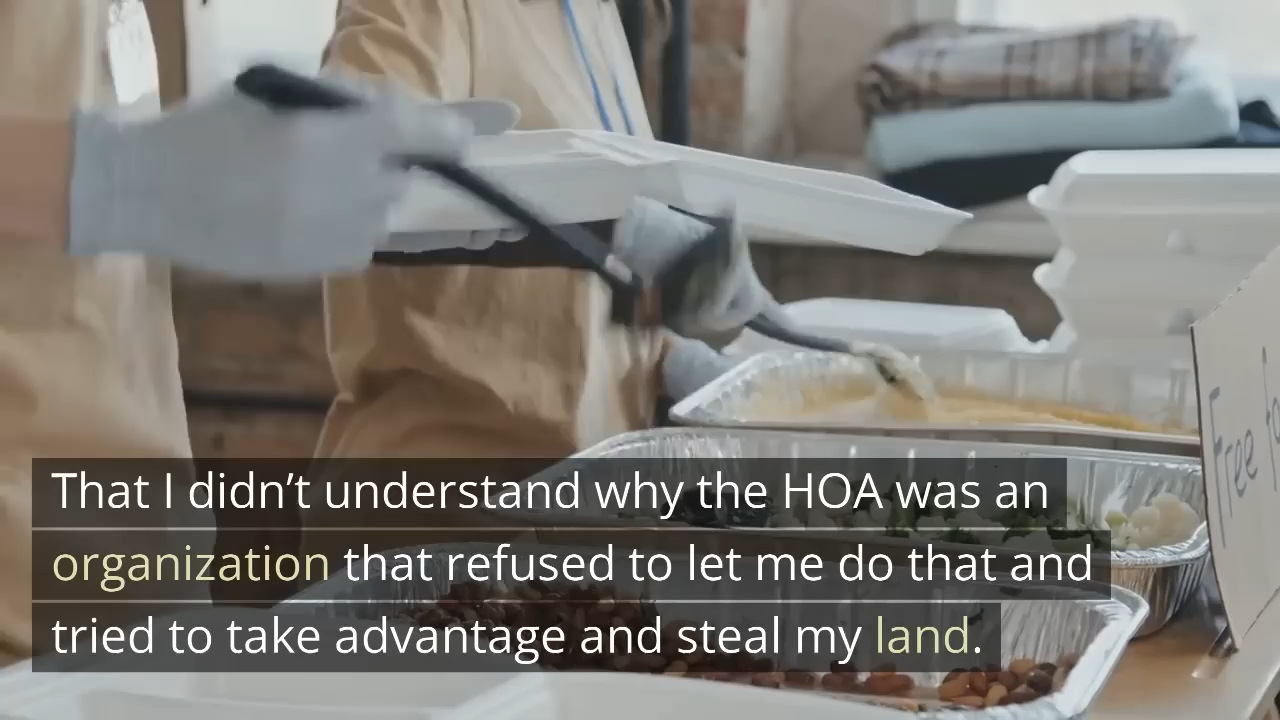 Free
That I didn’t understand why the HOA was an
organization that refused to let me do that and
tried to take advantage and steal my land.